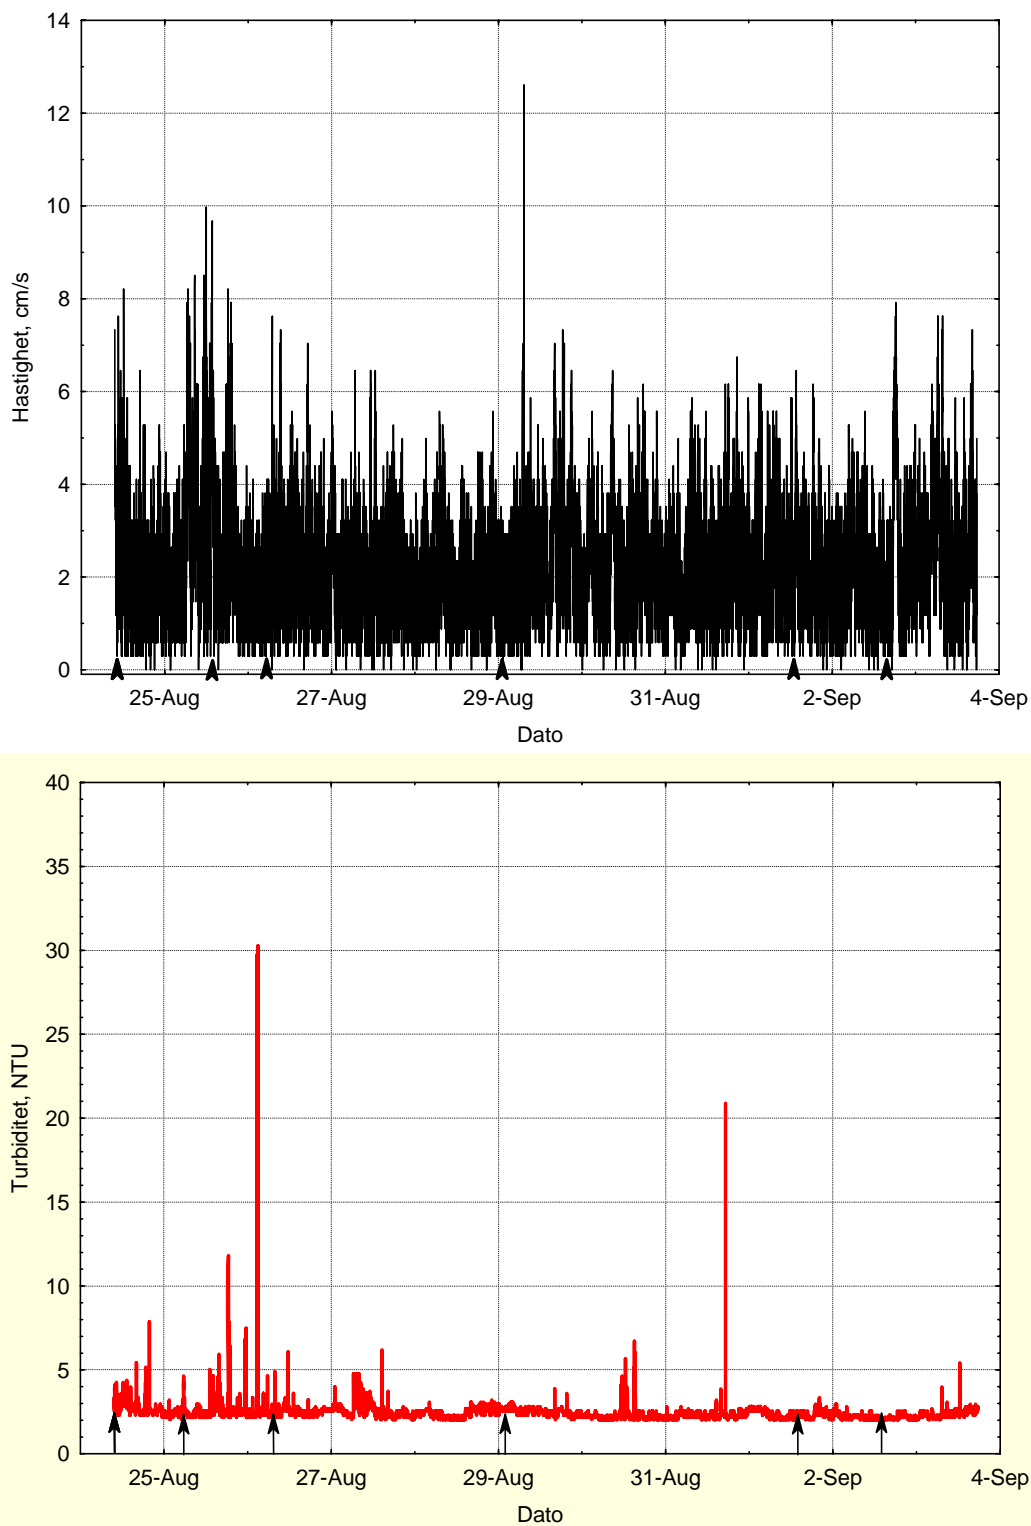 14
12
10
8
6
4
2
0
Hastighet, cm/s
25-Aug 27-Aug 29-Aug 31-Aug 2-Sep 4-Sep
Dato
40
35
30
25
20
15
10
5
0
Turbiditet, NTU
25-Aug 27-Aug 29-Aug 31-Aug 2-Sep 4-Sep
Dato